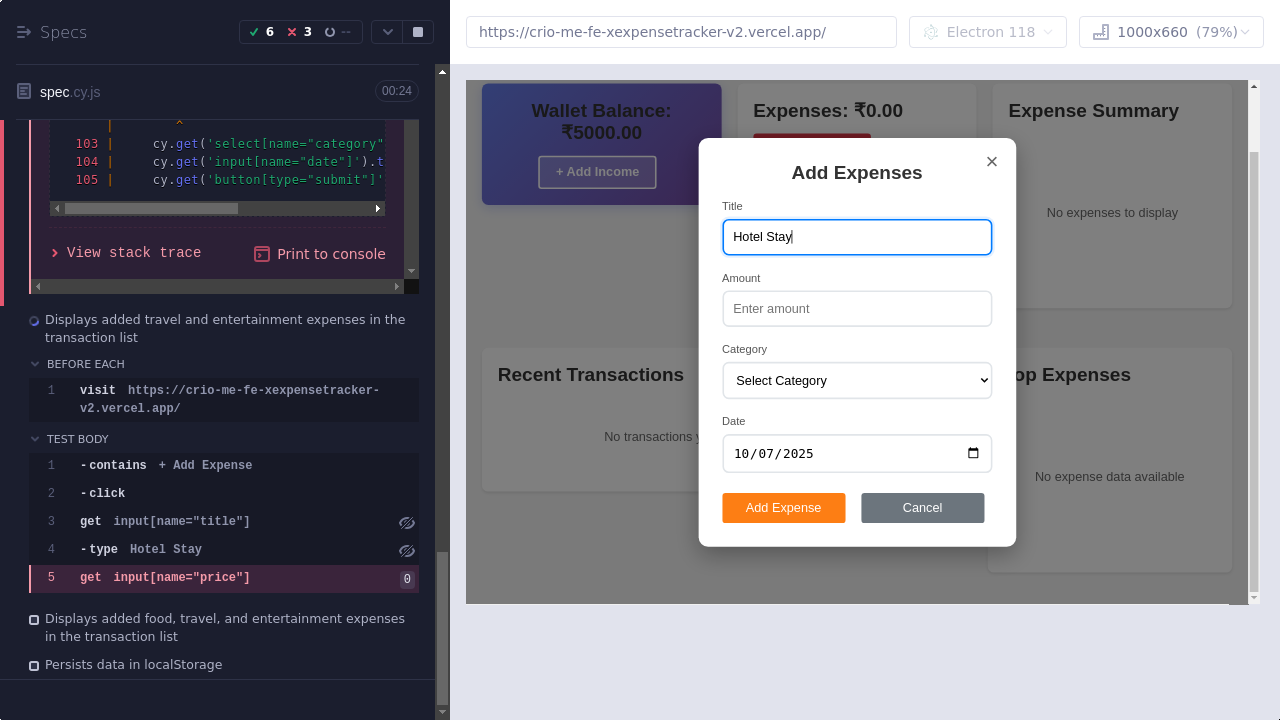 Specs
6 3 --
spec.cy.js 00:24
| ^
103 | cy.get('select[name="category"
104 | cy.get('input[name="date"]').t
105 | cy.get('button[type="submit"]'
View stack trace Print to console
Displays added travel and entertainment expenses in the
transaction list
BEFORE EACH
1 visit https://crio-me-fe-xexpensetracker-
v2.vercel.app/
TEST BODY
1 -contains + Add Expense
2 -click
3 get input[name="title"]
4 -type Hotel Stay
5 get input[name="price"] 0
Displays added food, travel, and entertainment expenses
in the transaction list
Persists data in localStorage
https://crio-me-fe-xexpensetracker-v2.vercel.app/ Electron 118 1000x660 (79%)
Wallet Balance:
₹5000.00
+ Add Income
Expenses: ₹0.00
Expense Summary
No expenses to display
Recent Transactions
No transactions
op Expenses
No expense data available
Add Expenses ×
Title
Hotel Stay
Amount
Enter amount
Category
Select Category
Date
10/07/2025
Add Expense Cancel